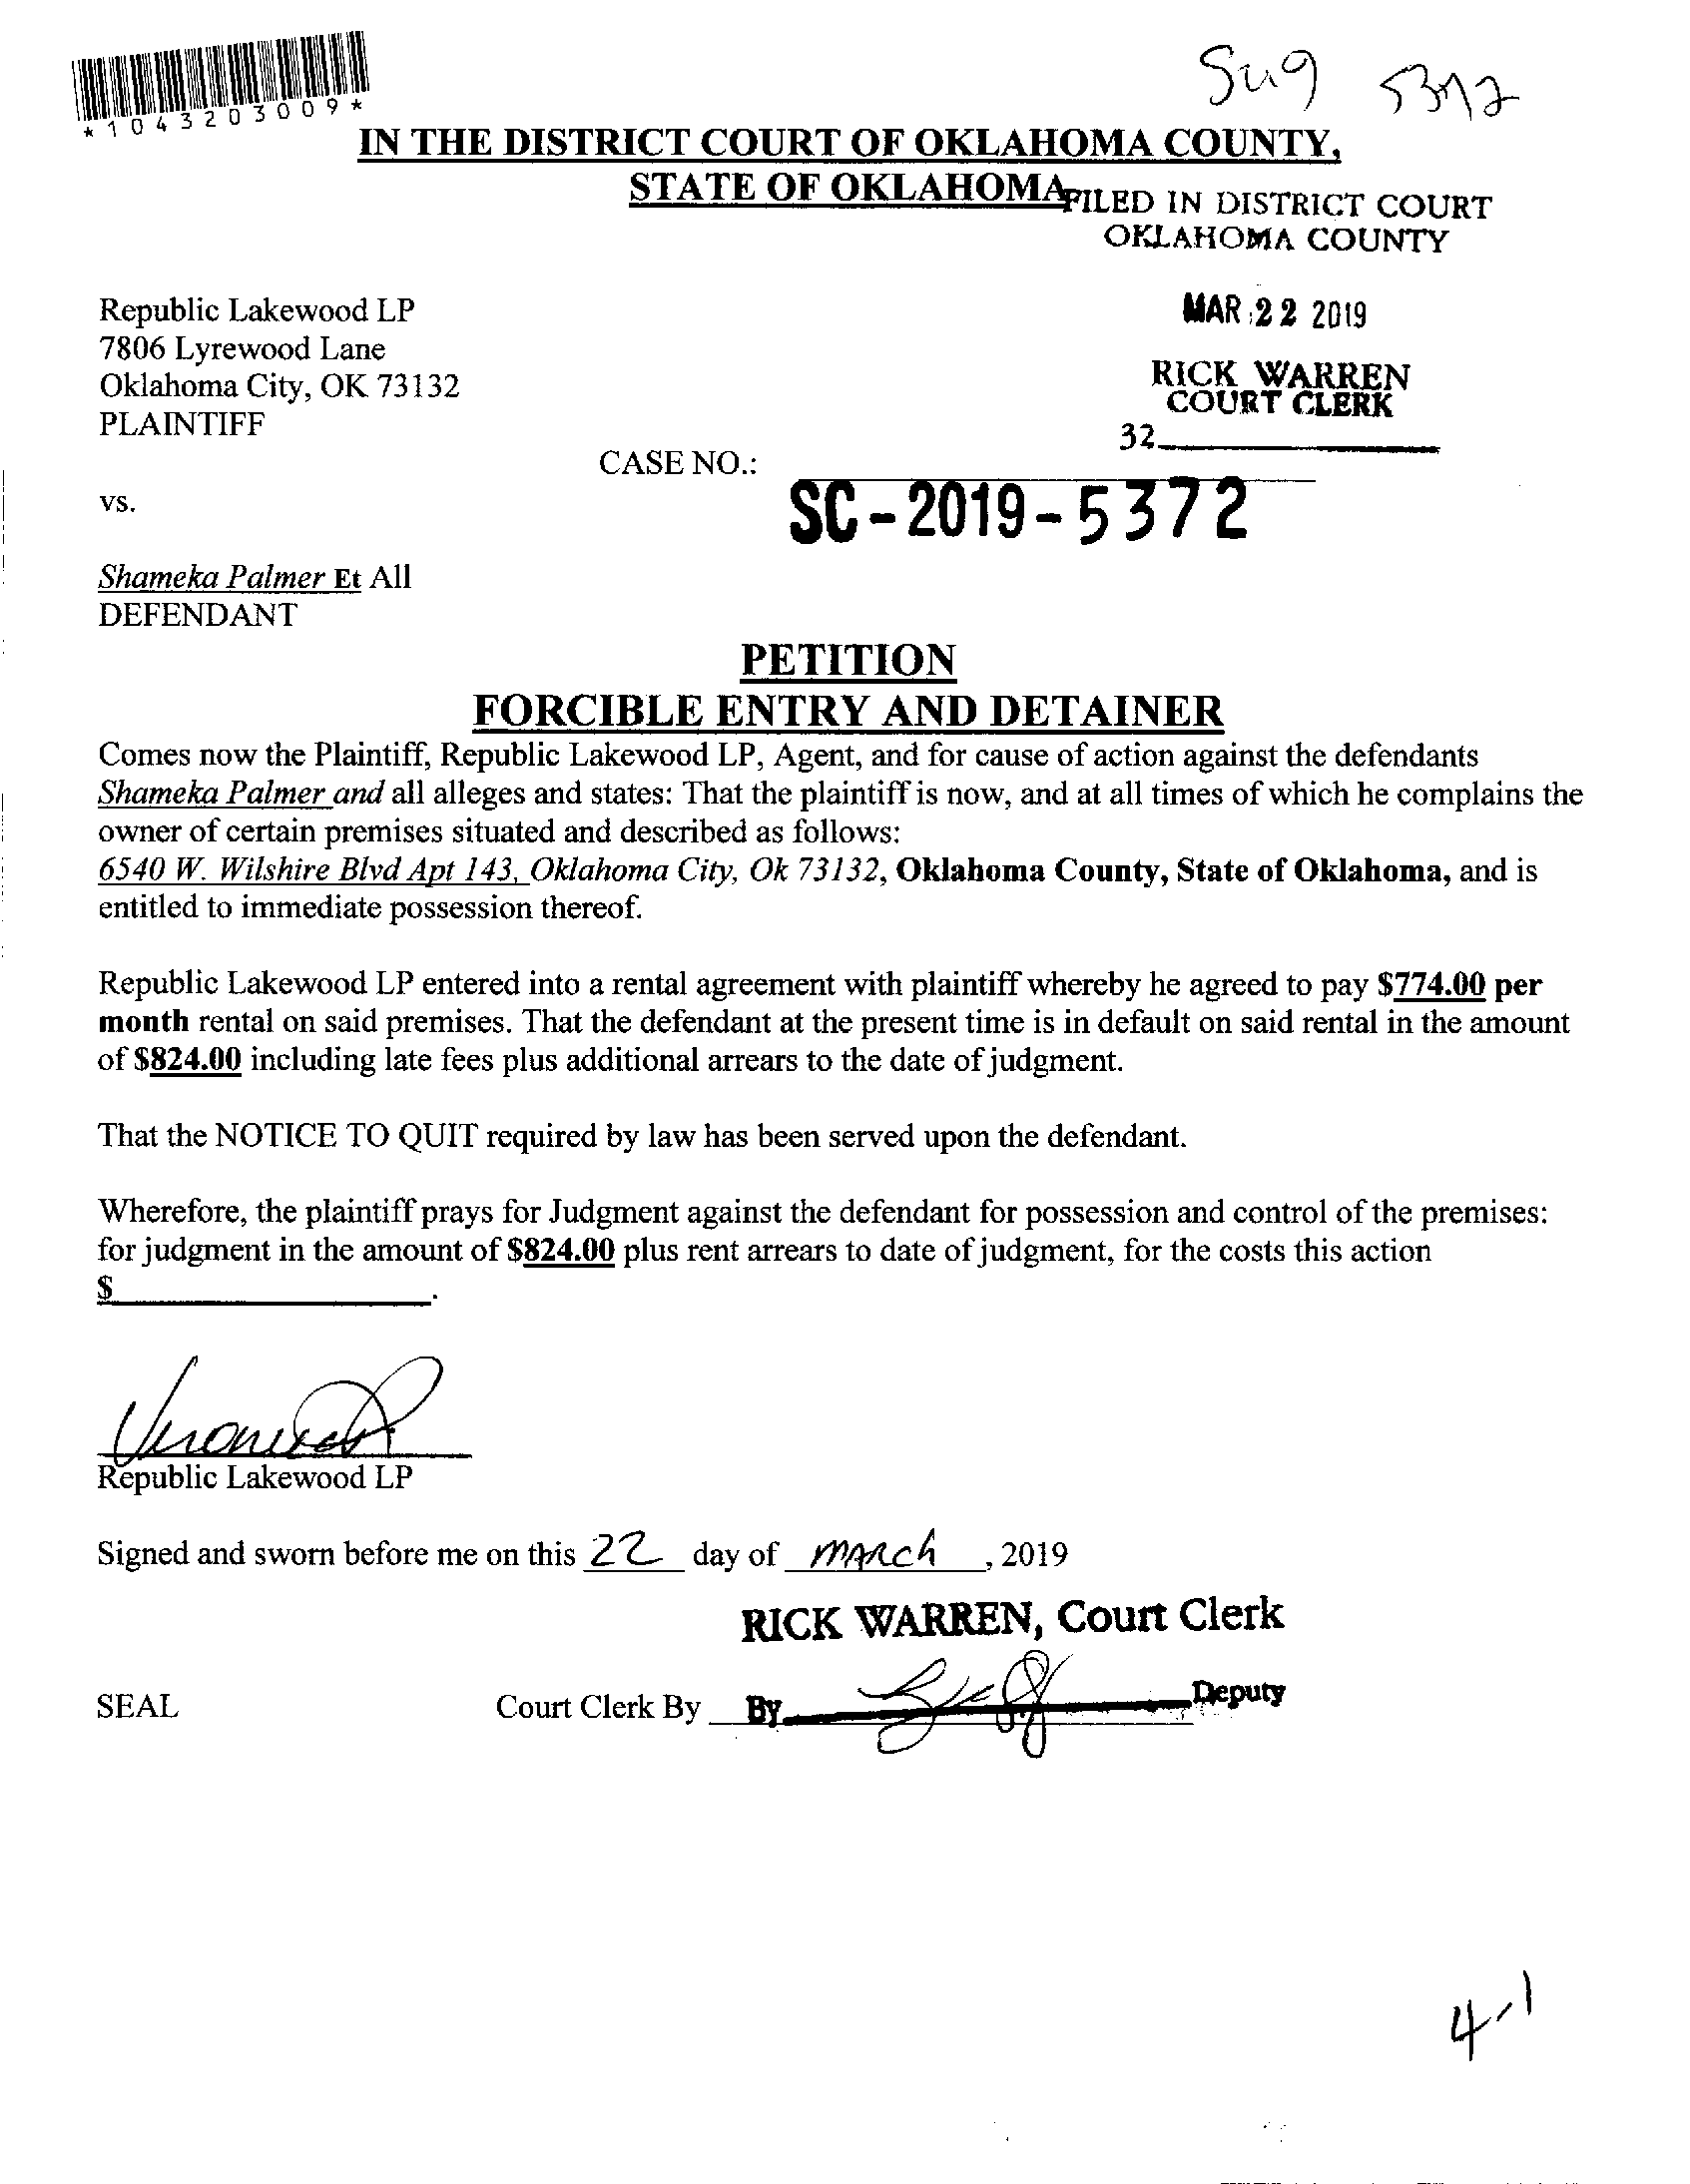 *1043203009*
5372
IN THE DISTRICT COURT OF OKLAHOMA COUNTY,
STATE OF OKLAHOMA
FILED IN DISTRICT COURT
OKLAHOMA COUNTY
MAR 22 2019
RICK WARREN
COURT CLERK
32
Republic Lakewood LP
7806 Lyrewood Lane
Oklahoma City, OK 73132
PLAINTIFF
CASE NO.:
SC-2019-5372
vs.
Shameka Palmer Et All
DEFENDANT
PETITION
FORCIBLE ENTRY AND DETAINER
Comes now the Plaintiff, Republic Lakewood LP, Agent, and for cause of action against the defendants
Shameka Palmer and all alleges and states: That the plaintiff is now, and at all times of which he complains the
owner of certain premises situated and described as follows:
6540 W. Wilshire Blvd Apt 143, Oklahoma City, Ok 73132, Oklahoma County, State of Oklahoma, and is
entitled to immediate possession thereof.
Republic Lakewood LP entered into a rental agreement with plaintiff whereby he agreed to pay $774.00 per
month rental on said premises. That the defendant at the present time is in default on said rental in the amount
of $824.00 including late fees plus additional arrears to the date of judgment.
That the NOTICE TO QUIT required by law has been served upon the defendant.
Wherefore, the plaintiff prays for Judgment against the defendant for possession and control of the premises:
for judgment in the amount of $824.00 plus rent arrears to date of judgment, for the costs this action
$ .
Republic Lakewood LP
Signed and sworn before me on this 22 day of MARch, 2019
RICK WARREN, Court Clerk
SEAL Court Clerk By By Deputy
4-1